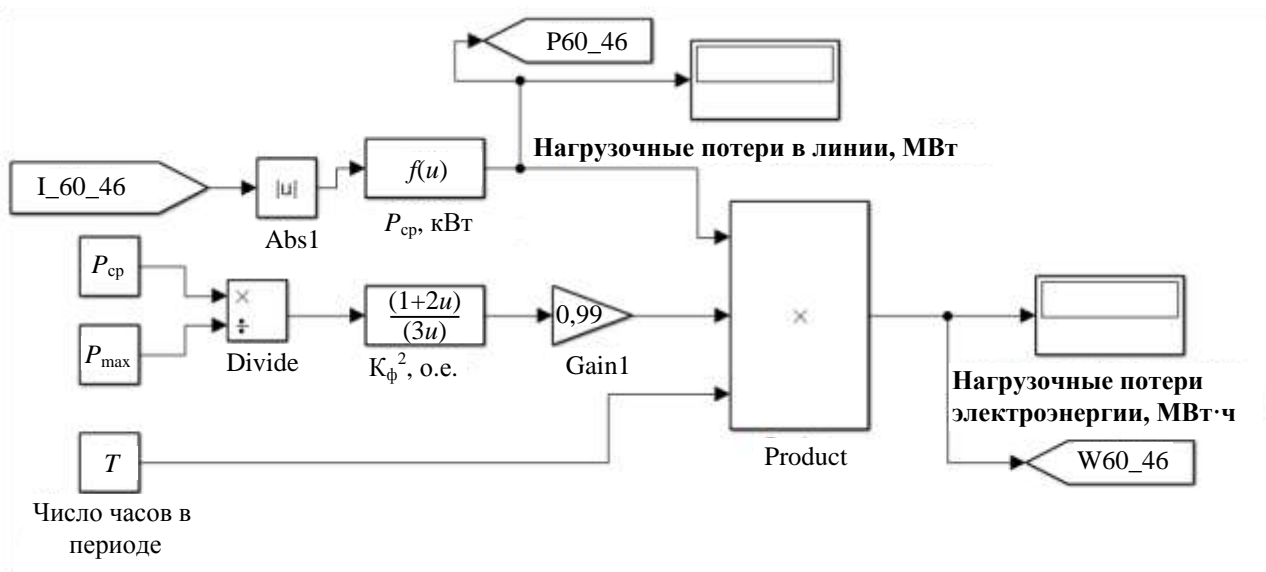 P60_46
Нагрузочные потери в линии, МВт
I_60_46
|u|
Abs1
f(u)
Pср, кВт
Pср
Pmax
×
÷
Divide
(1+2u)
(3u)
Кф², о.е.
0,99
Gain1
×
Product
Нагрузочные потери
электроэнергии, МВт·ч
W60_46
T
Число часов в
периоде